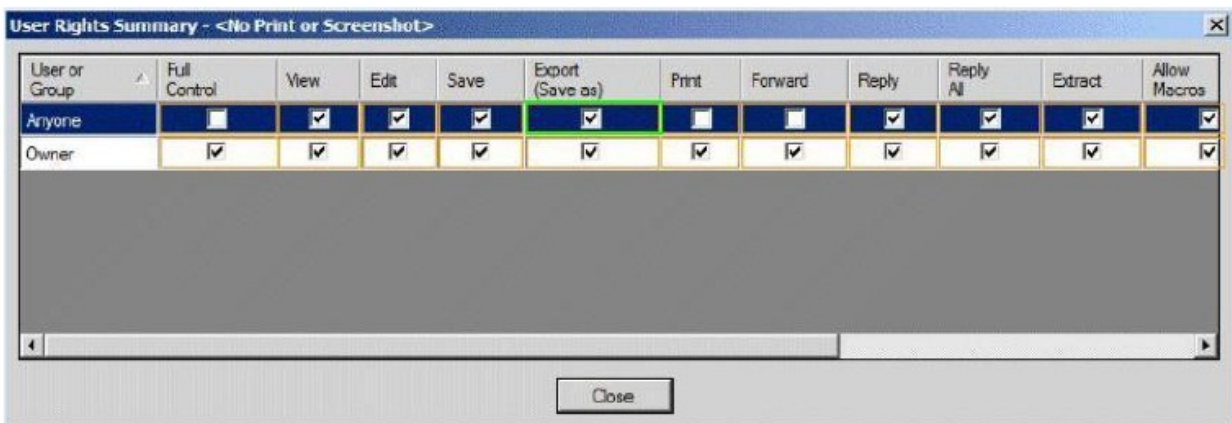 User Rights Summary - <No Print or Screenshot>
User or Group Full Control View Edit Save Export (Save as) Print Forward Reply Reply All Extract Allow Macros
Anyone
Owner
Close